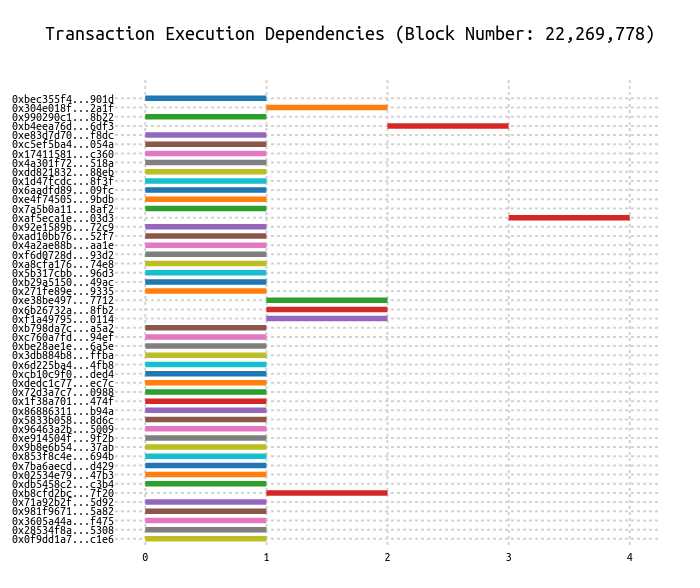 Transaction Execution Dependencies (Block Number: 22,269,778)
0xbec355f4...901d
0x304e018f...2a1f
0x990290c1...8b22
0xb4eea76d...6df3
0xe83d7d70...f8dc
0xc5ef5ba4...054a
0x17411581...c360
0x4a301f72...518a
0xdd821832...88eb
0x1d47fcdc...8f3f
0x6aadfd89...09fc
0xe4f74505...9bdb
0x7a5b0a11...8af2
0xaf5eca1e...03d3
0x92e1589b...72c9
0xad10bb76...52f7
0x4a2ae88b...aa1e
0xf6d0728d...93d2
0xa8cfa176...74e8
0x5b317cbb...96d3
0xb29a5150...49ac
0x271fe89e...9335
0xe38be497...7712
0x6b26732a...8fb2
0xf1a49795...0114
0xb798da7c...a5a2
0xc760a7fd...94ef
0xbe28ae1e...6a5e
0x3db884b8...ffba
0x6d225ba4...4fb8
0xcb10c9f0...ded4
0xdedc1c77...ec7c
0x72d3a7c7...0988
0x1f38a701...474f
0x86886311...b94a
0x5833b058...8d6c
0x96463a2b...5009
0xe914504f...9f2b
0x9b8e6b54...37ab
0x853f8c4e...694b
0x7ba6aecd...d429
0x02534e79...47b3
0xdb5458c2...c3b4
0xb8cfd2bc...7f20
0x71a92b2f...5d92
0x981f9671...5a82
0x3605a44a...f475
0x28534f8a...5308
0x0f9dd1a7...c1e6
0 1 2 3 4